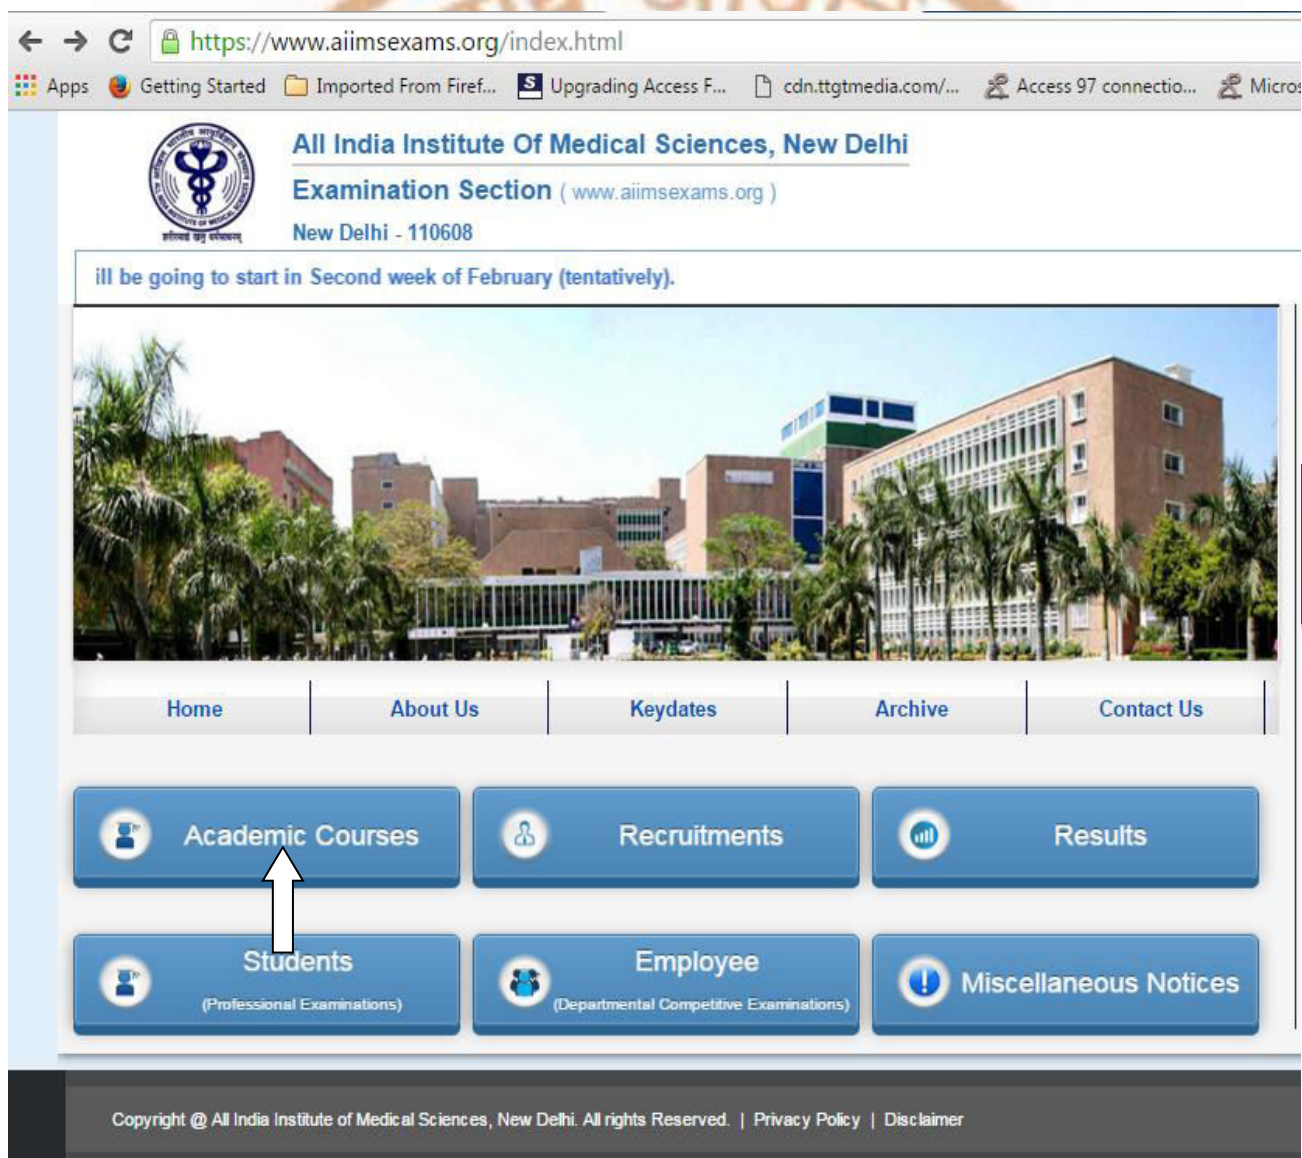 https://www.aiimsexams.org/index.html
Apps Getting Started Imported From Firef... Upgrading Access F... cdn.ttgtmedia.com/... Access 97 connectio... Micros
All India Institute Of Medical Sciences, New Delhi
Examination Section ( www.aiimsexams.org )
New Delhi - 110608
ill be going to start in Second week of February (tentatively).
Home About Us Keydates Archive Contact Us
Academic Courses Recruitments Results
Students Employee Miscellaneous Notices
(Professional Examinations) (Departmental Competitive Examinations)
Copyright @ All India Institute of Medical Sciences, New Delhi. All rights Reserved. | Privacy Policy | Disclaimer